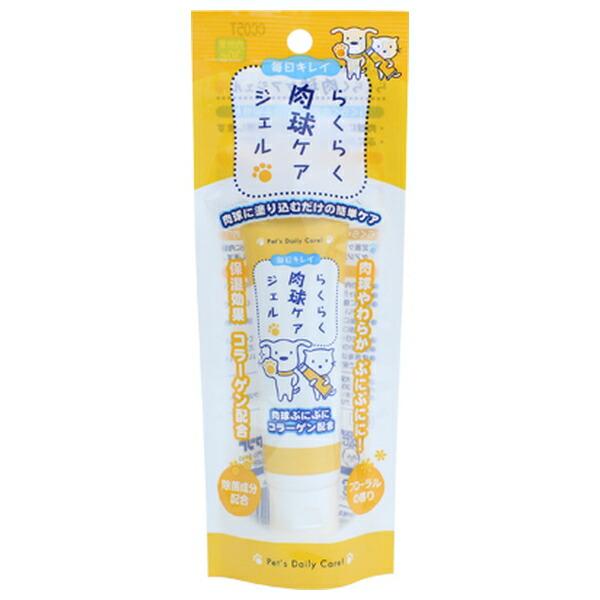 CC05T
毎日キレイ
らくらく
肉球ケア
ジェル
肉球に塗り込むだけの簡単ケア
Pet's Daily Care!
毎日キレイ
らくらく
肉球ケア
ジェル
肉球やわらか ぷにぷにに!
保湿効果 コラーゲン配合
肉球ぷにぷに
コラーゲン配合
除菌成分
配合
フローラル
の香り
Pet's Daily Care!